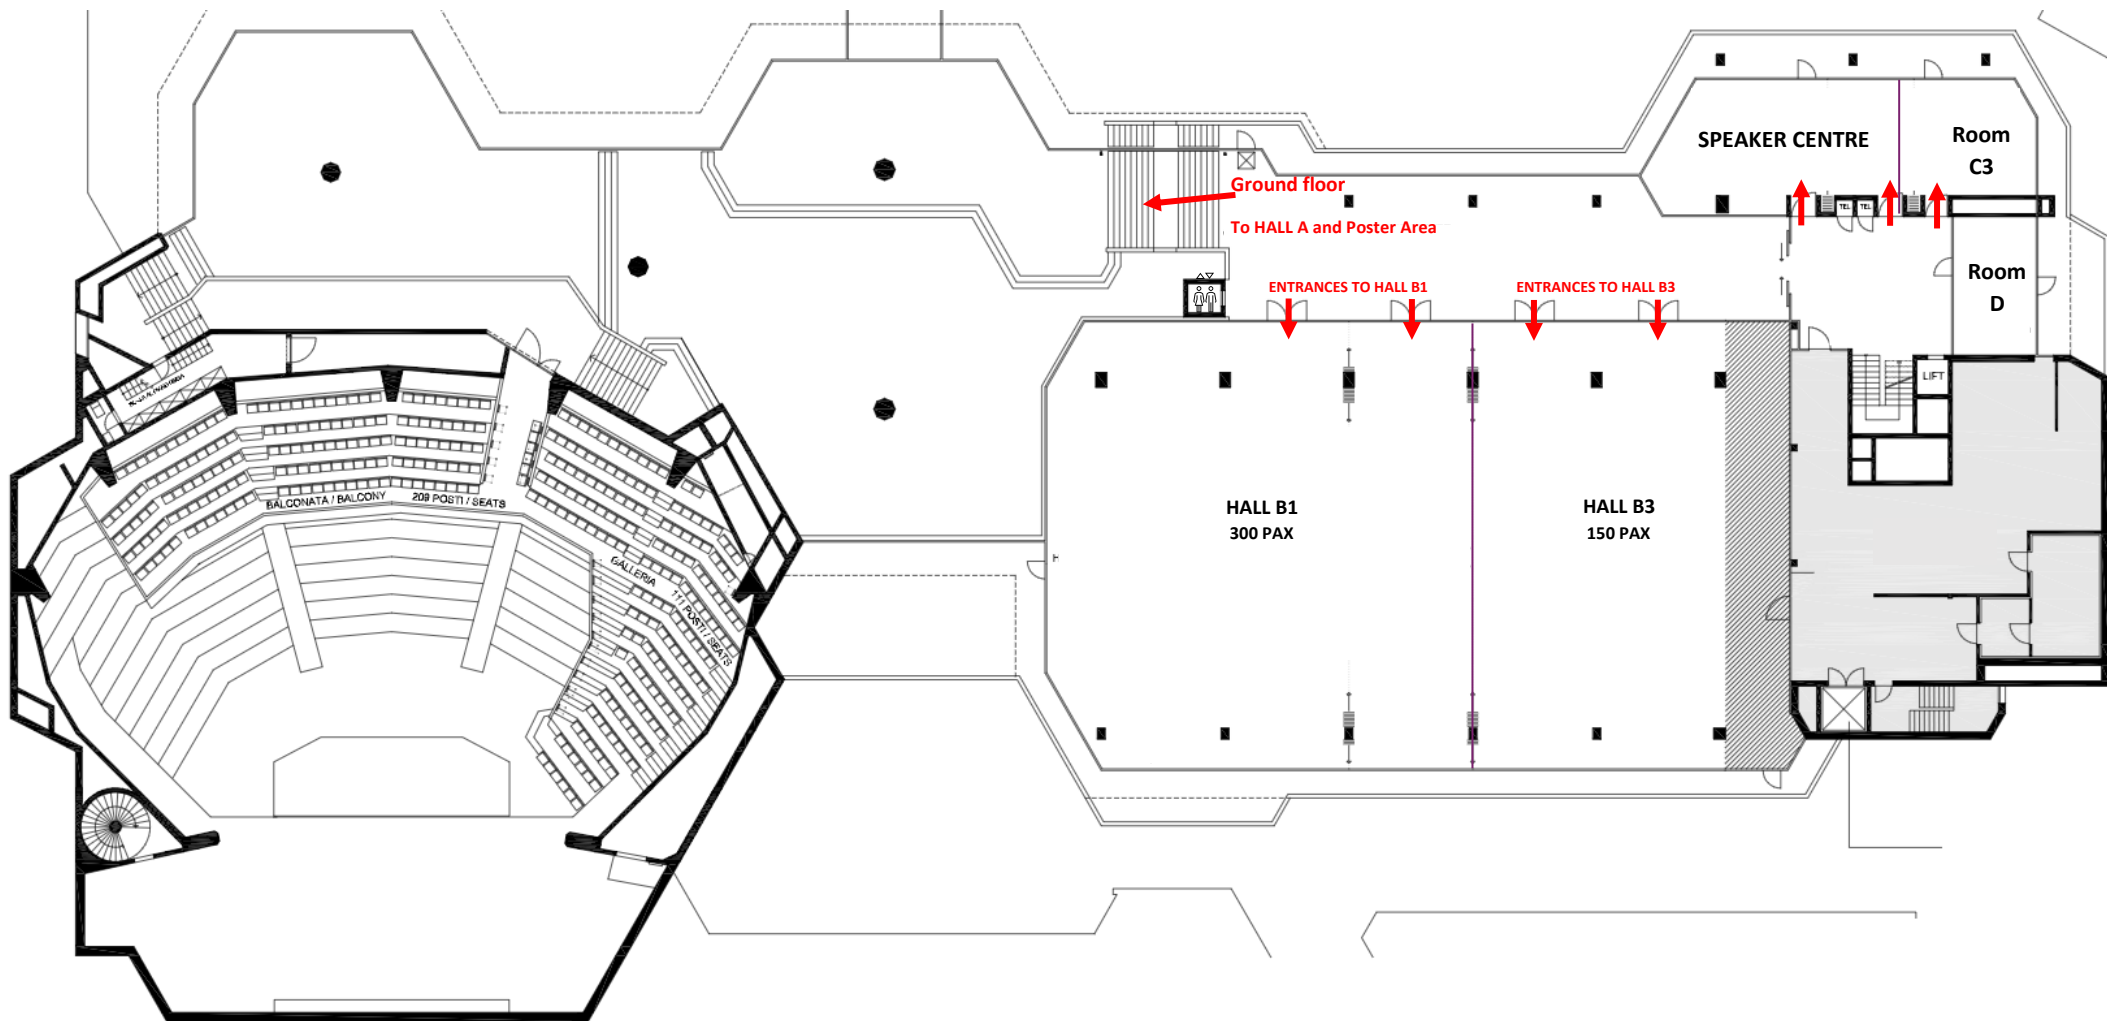 SPEAKER CENTRE
Room
C3
Ground floor
To HALL A and Poster Area
TEL
TEL
Room
D
ENTRANCES TO HALL B1
ENTRANCES TO HALL B3
LIFT
BALCONATA / BALCONY
209 POSTI / SEATS
HALL B1
300 PAX
HALL B3
150 PAX
GALLERIA
111 POSTI / SEATS